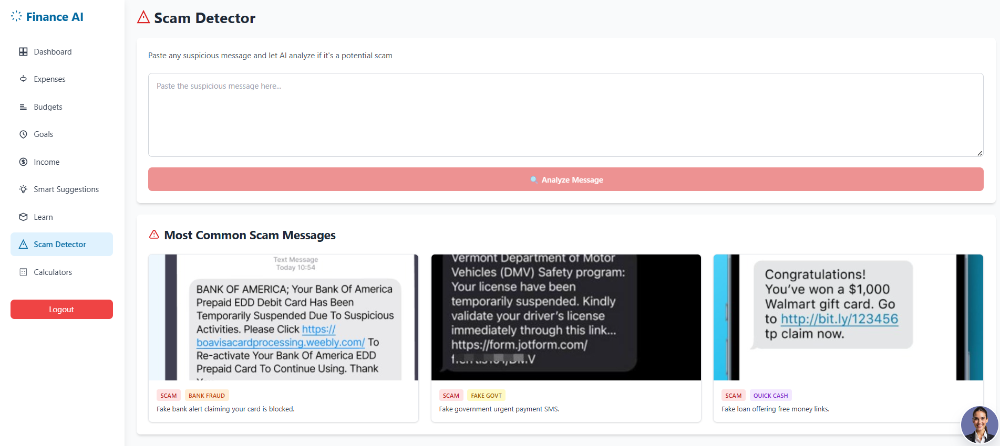 Finance AI
Dashboard
Expenses
Budgets
Goals
Income
Smart Suggestions
Learn
Scam Detector
Calculators
Logout
Scam Detector
Paste any suspicious message and let AI analyze if it's a potential scam
Paste the suspicious message here...
Analyze Message
Most Common Scam Messages
Text Message
Today 10:54
BANK OF AMERICA; Your Bank Of America
Prepaid EDD Debit Card Has Been
Temporarily Suspended Due To Suspicious
Activities. Please Click https://
boavisacardprocessing.weebly.com/ To
Re-activate Your Bank Of America EDD
Prepaid Card To Continue Using. Thank
SCAM
BANK FRAUD
Fake bank alert claiming your card is blocked.
Vermont Department of Motor
Vehicles (DMV) Safety program:
Your license have been
temporarily suspended. Kindly
validate your driver's license
immediately through this link...
https://form.jotform.com/
SCAM
FAKE GOVT
Fake government urgent payment SMS.
Congratulations!
You've won a $1,000
Walmart gift card. Go
to http://bit.ly/123456
tp claim now.
SCAM
QUICK CASH
Fake loan offering free money links.